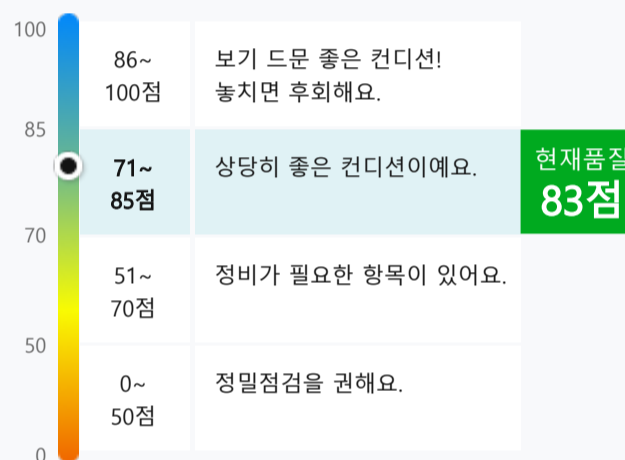 100
86~
100점
보기 드문 좋은 컨디션!
놓치면 후회해요.
85
71~
85점
상당히 좋은 컨디션이예요.
현재품질
83점
70
51~
70점
정비가 필요한 항목이 있어요.
50
0~
50점
정밀점검을 권해요.
0